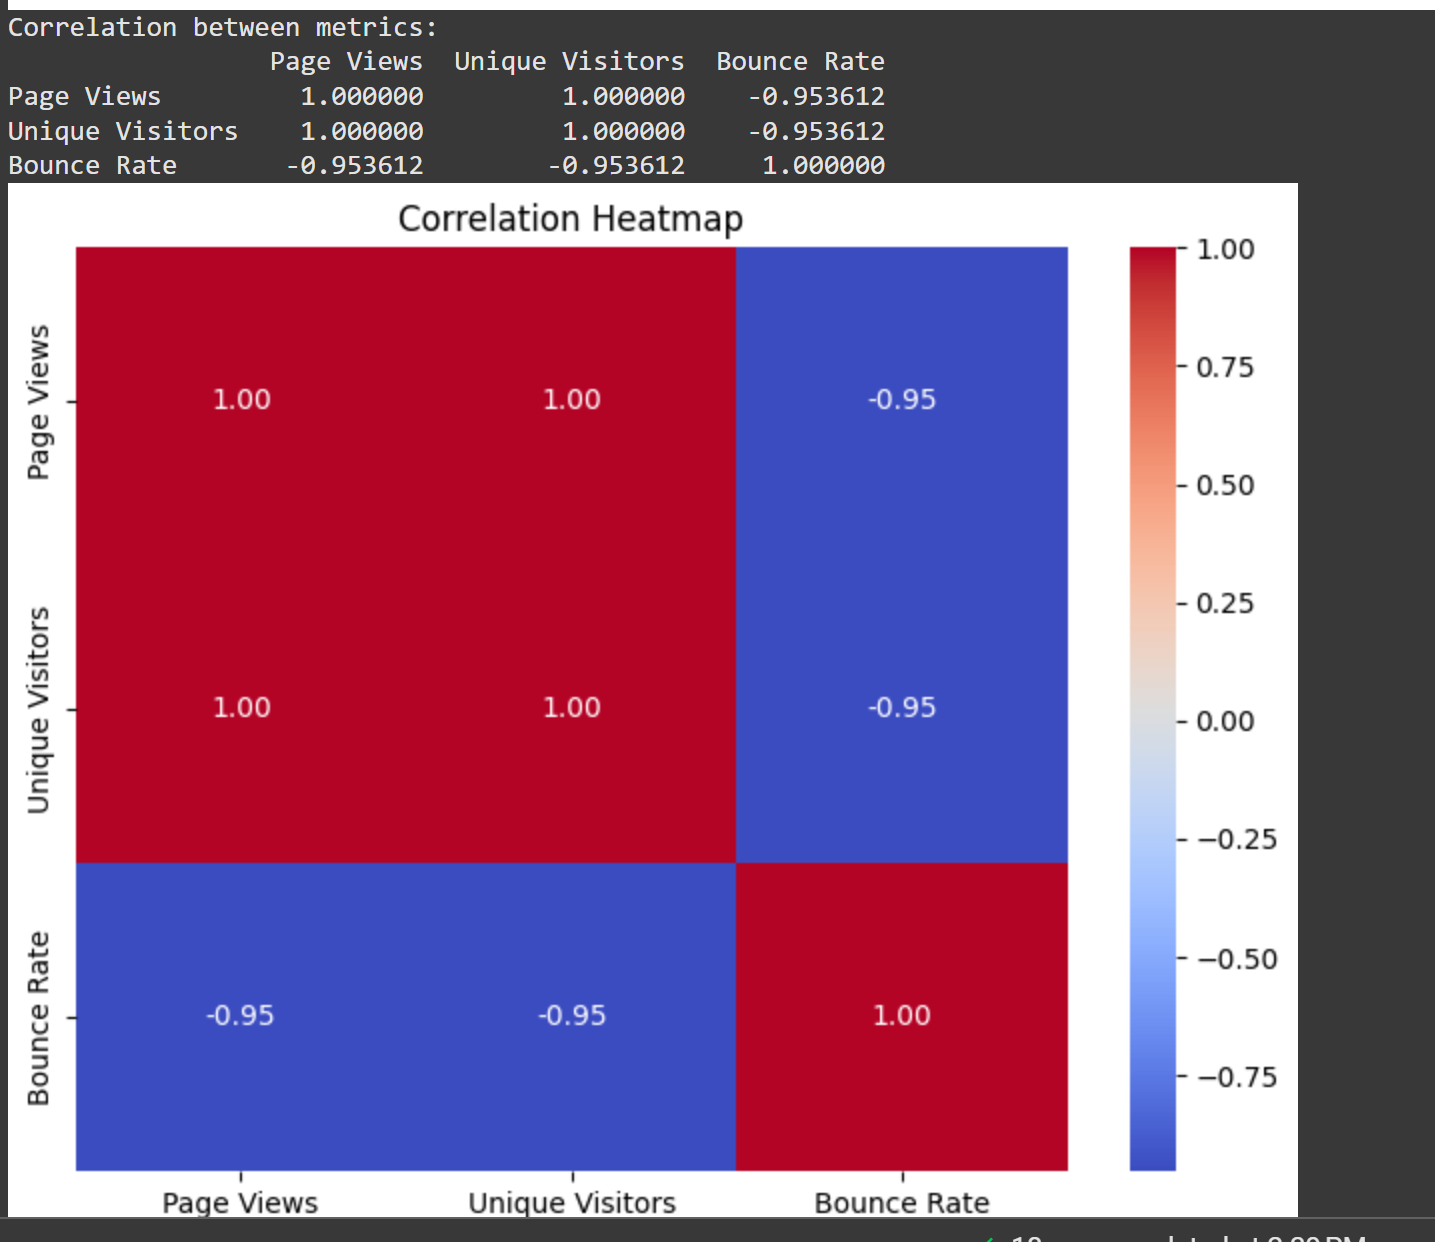 Correlation between metrics:
Page Views Unique Visitors Bounce Rate
Page Views 1.000000 1.000000 -0.953612
Unique Visitors 1.000000 1.000000 -0.953612
Bounce Rate -0.953612 -0.953612 1.000000
Correlation Heatmap
Page Views
1.00 1.00 -0.95
Unique Visitors
1.00 1.00 -0.95
Bounce Rate
-0.95 -0.95 1.00
Page Views Unique Visitors Bounce Rate
1.00
0.75
0.50
0.25
0.00
−0.25
−0.50
−0.75